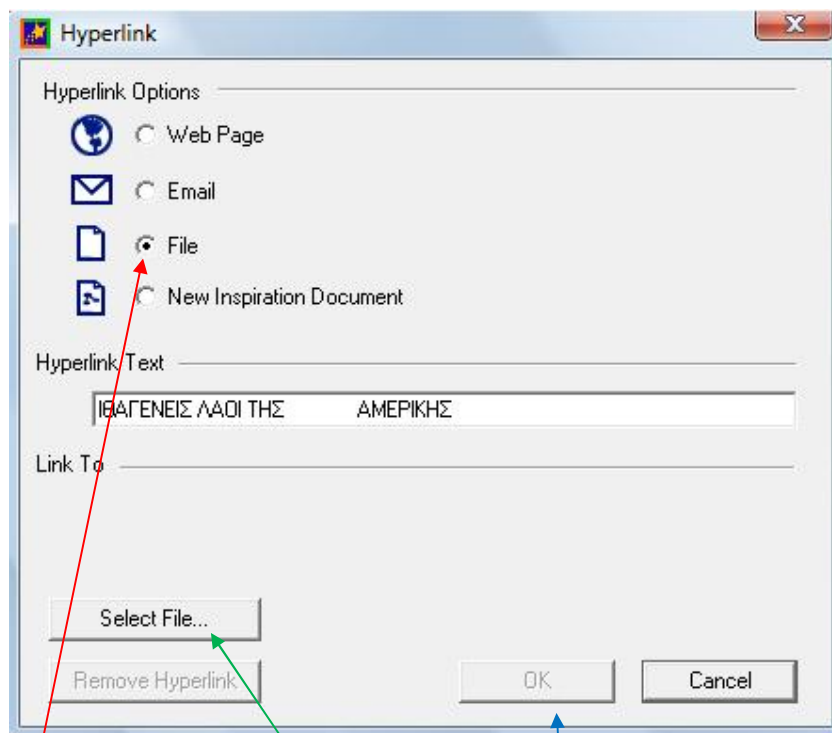 Hyperlink
Hyperlink Options
Web Page
Email
File
New Inspiration Document
Hyperlink Text
ΙΘΑΓΕΝΕΙΣ ΛΑΟΙ ΤΗΣ ΑΜΕΡΙΚΗΣ
Link To
Select File...
Remove Hyperlink OK Cancel